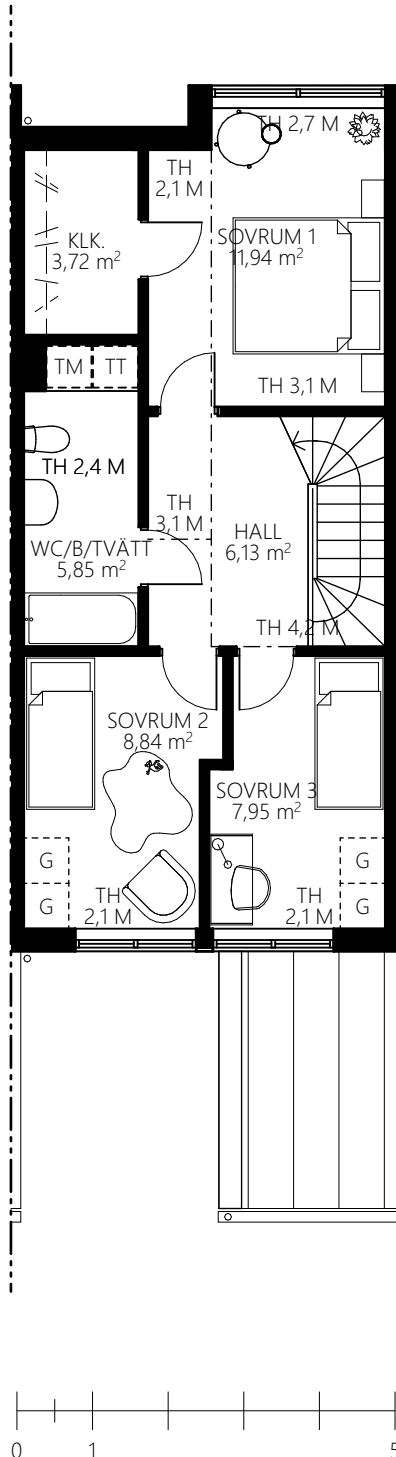 TH 2,7 M
TH
2,1 M
SOVRUM 1
11,94 m²
KLK.
3,72 m²
TM
TT
TH 3,1 M
TH 2,4 M
TH
3,1 M
HALL
6,13 m²
WC/B/TVÄTT
5,85 m²
TH 4,2 M
SOVRUM 2
8,84 m²
SOVRUM 3
7,95 m²
G
G
G
G
TH
2,1 M
TH
2,1 M
0
1
5